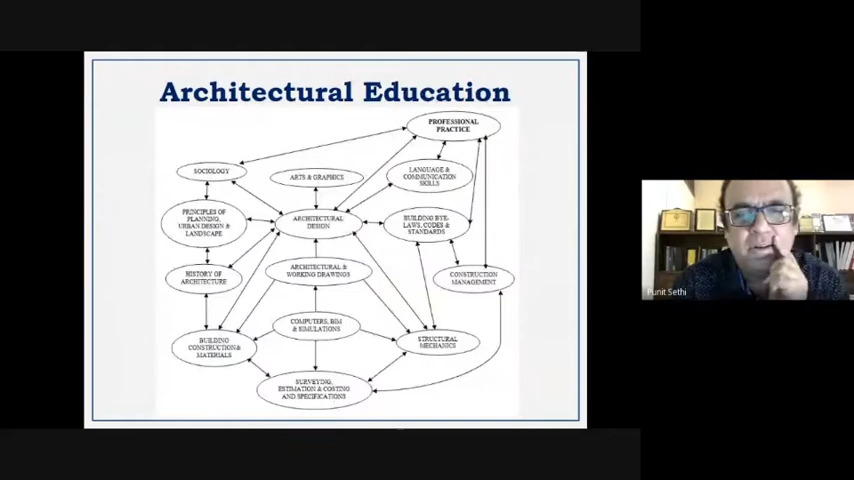 Architectural Education
PROFESSIONAL
PRACTICE
SOCIOLOGY
ARTS & GRAPHICS
LANGUAGE &
COMMUNICATION
SKILLS
PRINCIPLES OF
PLANNING,
URBAN DESIGN &
LANDSCAPE
ARCHITECTURAL
DESIGN
BUILDING BYE-
LAWS, CODES &
STANDARDS
HISTORY OF
ARCHITECTURE
ARCHITECTURAL &
WORKING DRAWINGS
CONSTRUCTION
MANAGEMENT
COMPUTERS, BIM
& SIMULATIONS
BUILDING
CONSTRUCTION&
MATERIALS
STRUCTURAL
MECHANICS
SURVEYING,
ESTIMATION & COSTING
AND SPECIFICATIONS
Punit Sethi